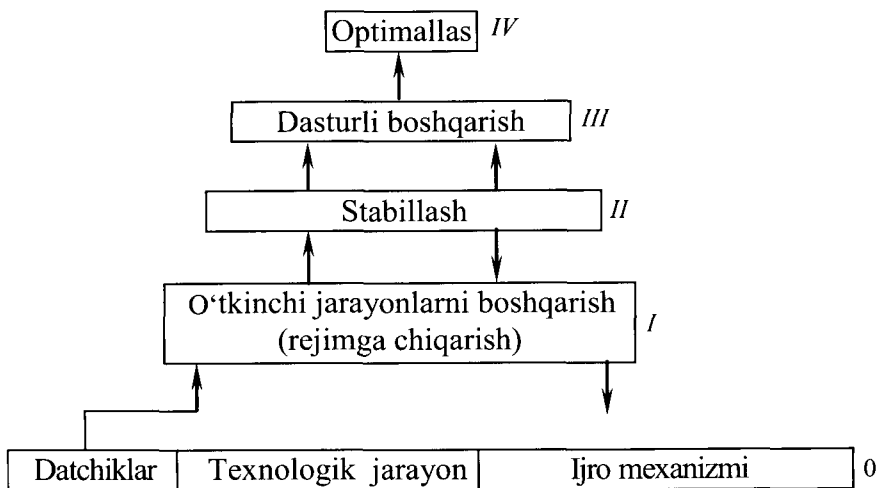 Optimallas IV
Dasturli boshqarish III
Stabillash II
O‘tkinchi jarayonlarni boshqarish
(rejimga chiqarish) I
Datchiklar Texnologik jarayon Ijro mexanizmi 0